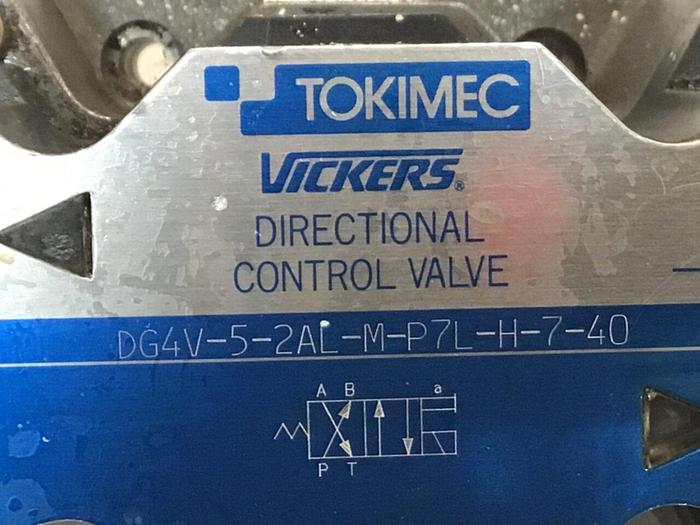 TOKIMEC
VICKERS®
DIRECTIONAL
CONTROL VALVE
DG4V-5-2AL-M-P7L-H-7-40
A B a
P T